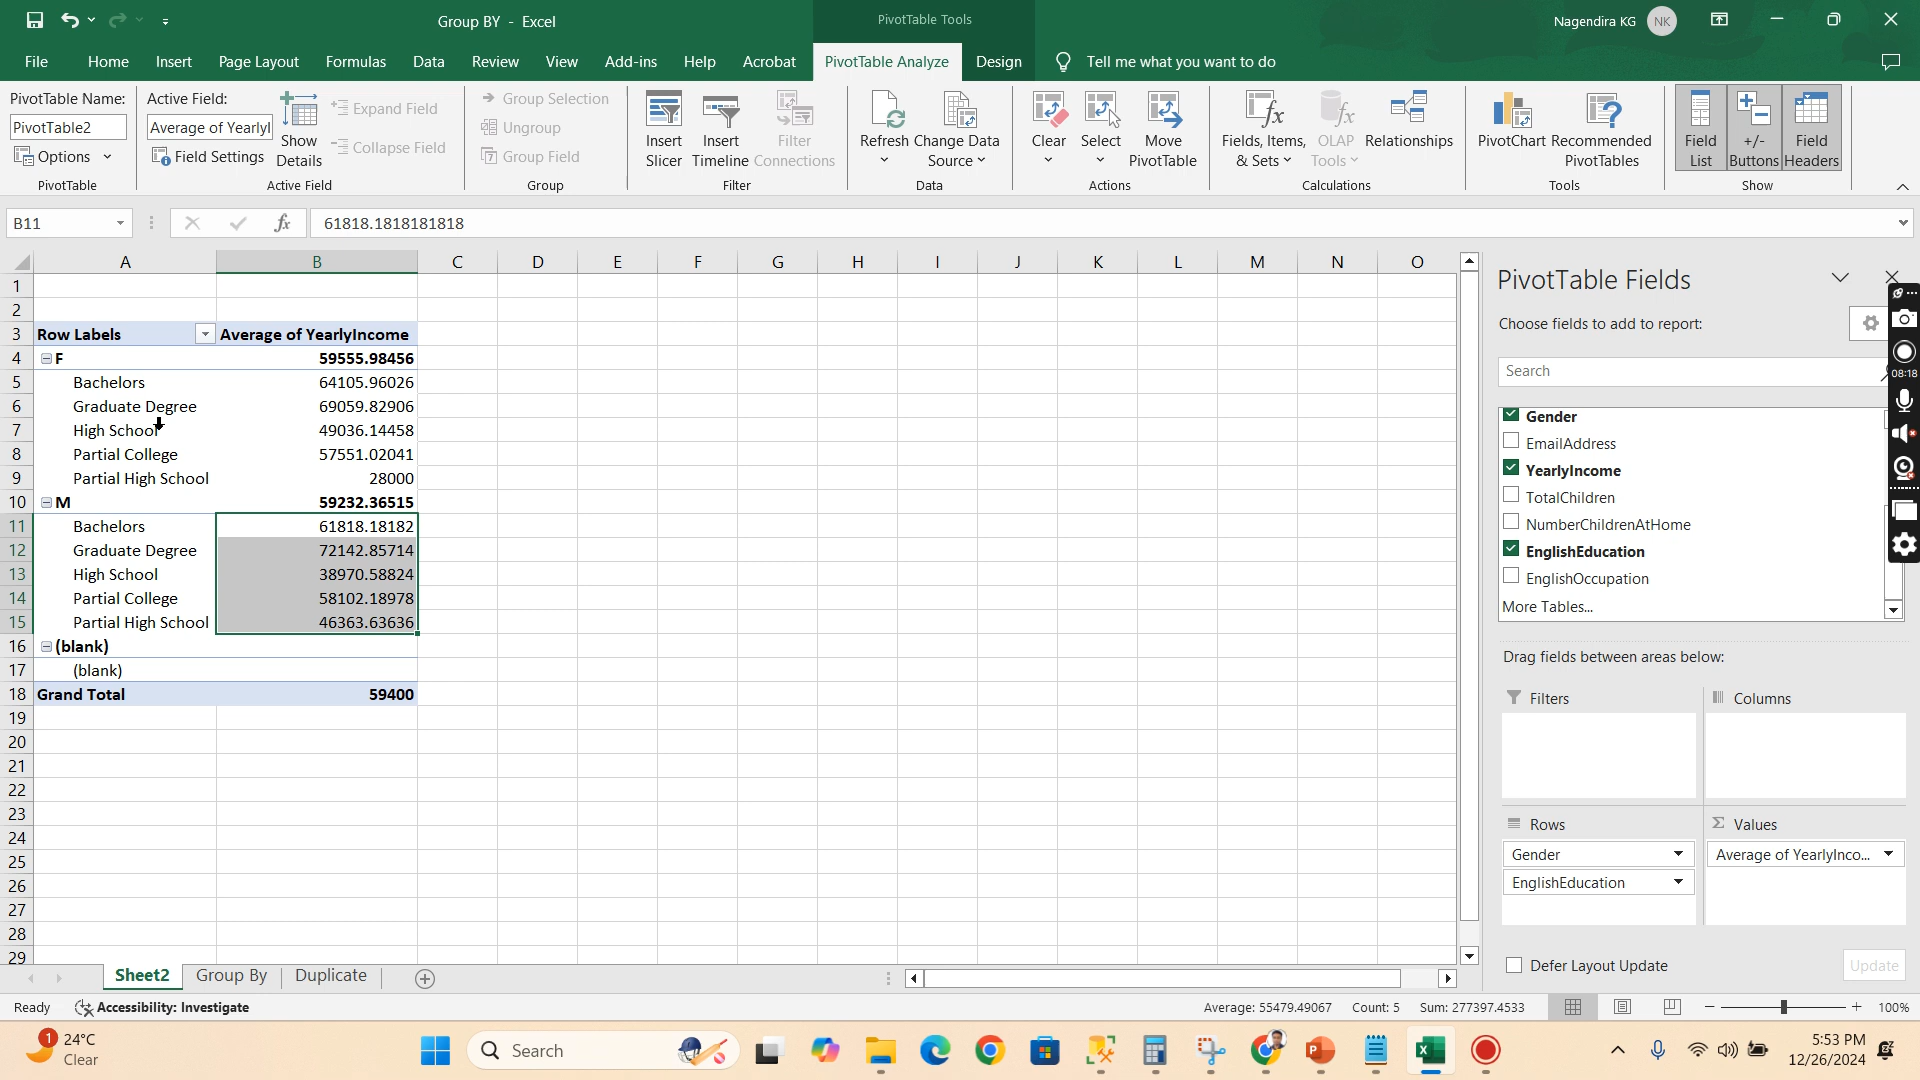 Group BY - Excel
PivotTable Tools
Nagendira KG
NK
File
Home
Insert
Page Layout
Formulas
Data
Review
View
Add-ins
Help
Acrobat
PivotTable Analyze
Design
Tell me what you want to do
PivotTable Name:
PivotTable2
Options
PivotTable
Active Field:
Average of Yearlyl
Field Settings
Show Details
Expand Field
Collapse Field
Active Field
Group Selection
Ungroup
Group Field
Group
Insert Slicer
Insert Timeline
Filter Connections
Filter
Refresh
Change Data Source
Data
Clear
Select
Move PivotTable
Actions
Fields, Items, & Sets
OLAP Tools
Relationships
Calculations
PivotChart
Recommended PivotTables
Tools
Field List
+/- Buttons
Field Headers
Show
B11
fx
61818.1818181818
A B C D E F G H I J K L M N O
1
2
3 Row Labels Average of YearlyIncome
4 F 59555.98456
5 Bachelors 64105.96026
6 Graduate Degree 69059.82906
7 High School 49036.14458
8 Partial College 57551.02041
9 Partial High School 28000
10 M 59232.36515
11 Bachelors 61818.18182
12 Graduate Degree 72142.85714
13 High School 38970.58824
14 Partial College 58102.18978
15 Partial High School 46363.63636
16 (blank)
17 (blank)
18 Grand Total 59400
19
20
21
22
23
24
25
26
27
28
29
PivotTable Fields
Choose fields to add to report:
Search
Gender
EmailAddress
YearlyIncome
TotalChildren
NumberChildrenAtHome
EnglishEducation
EnglishOccupation
More Tables...
Drag fields between areas below:
Filters
Columns
Rows
Gender
EnglishEducation
Values
Average of YearlyInco...
Defer Layout Update
Update
08:18
Sheet2
Group By
Duplicate
Ready
Accessibility: Investigate
Average: 55479.49067
Count: 5
Sum: 277397.4533
100%
1
24°C
Clear
Search
5:53 PM
12/26/2024